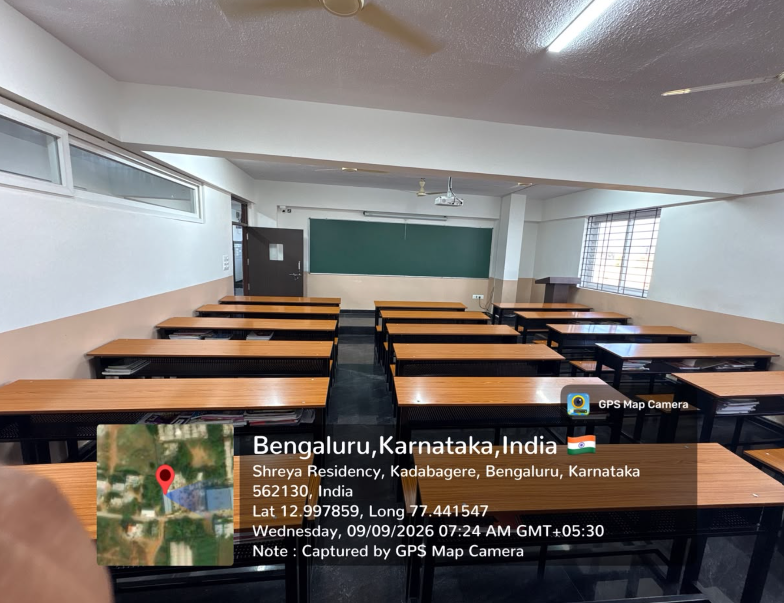 GPS Map Camera
Bengaluru,Karnataka,India 🇮🇳
Shreya Residency, Kadabagere, Bengaluru, Karnataka
562130, India
Lat 12.997859, Long 77.441547
Wednesday, 09/09/2026 07:24 AM GMT+05:30
Note : Captured by GPS Map Camera